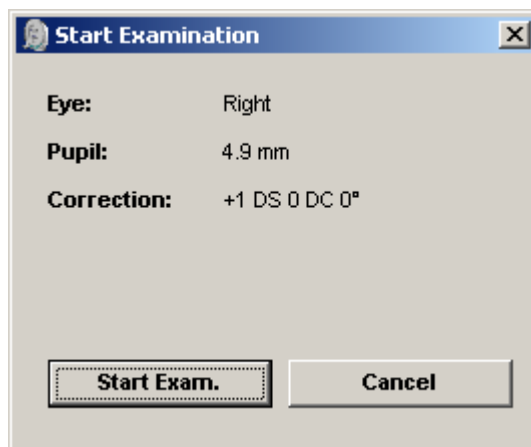 Start Examination
Eye: Right
Pupil: 4.9 mm
Correction: +1 DS 0 DC 0°
Start Exam. Cancel